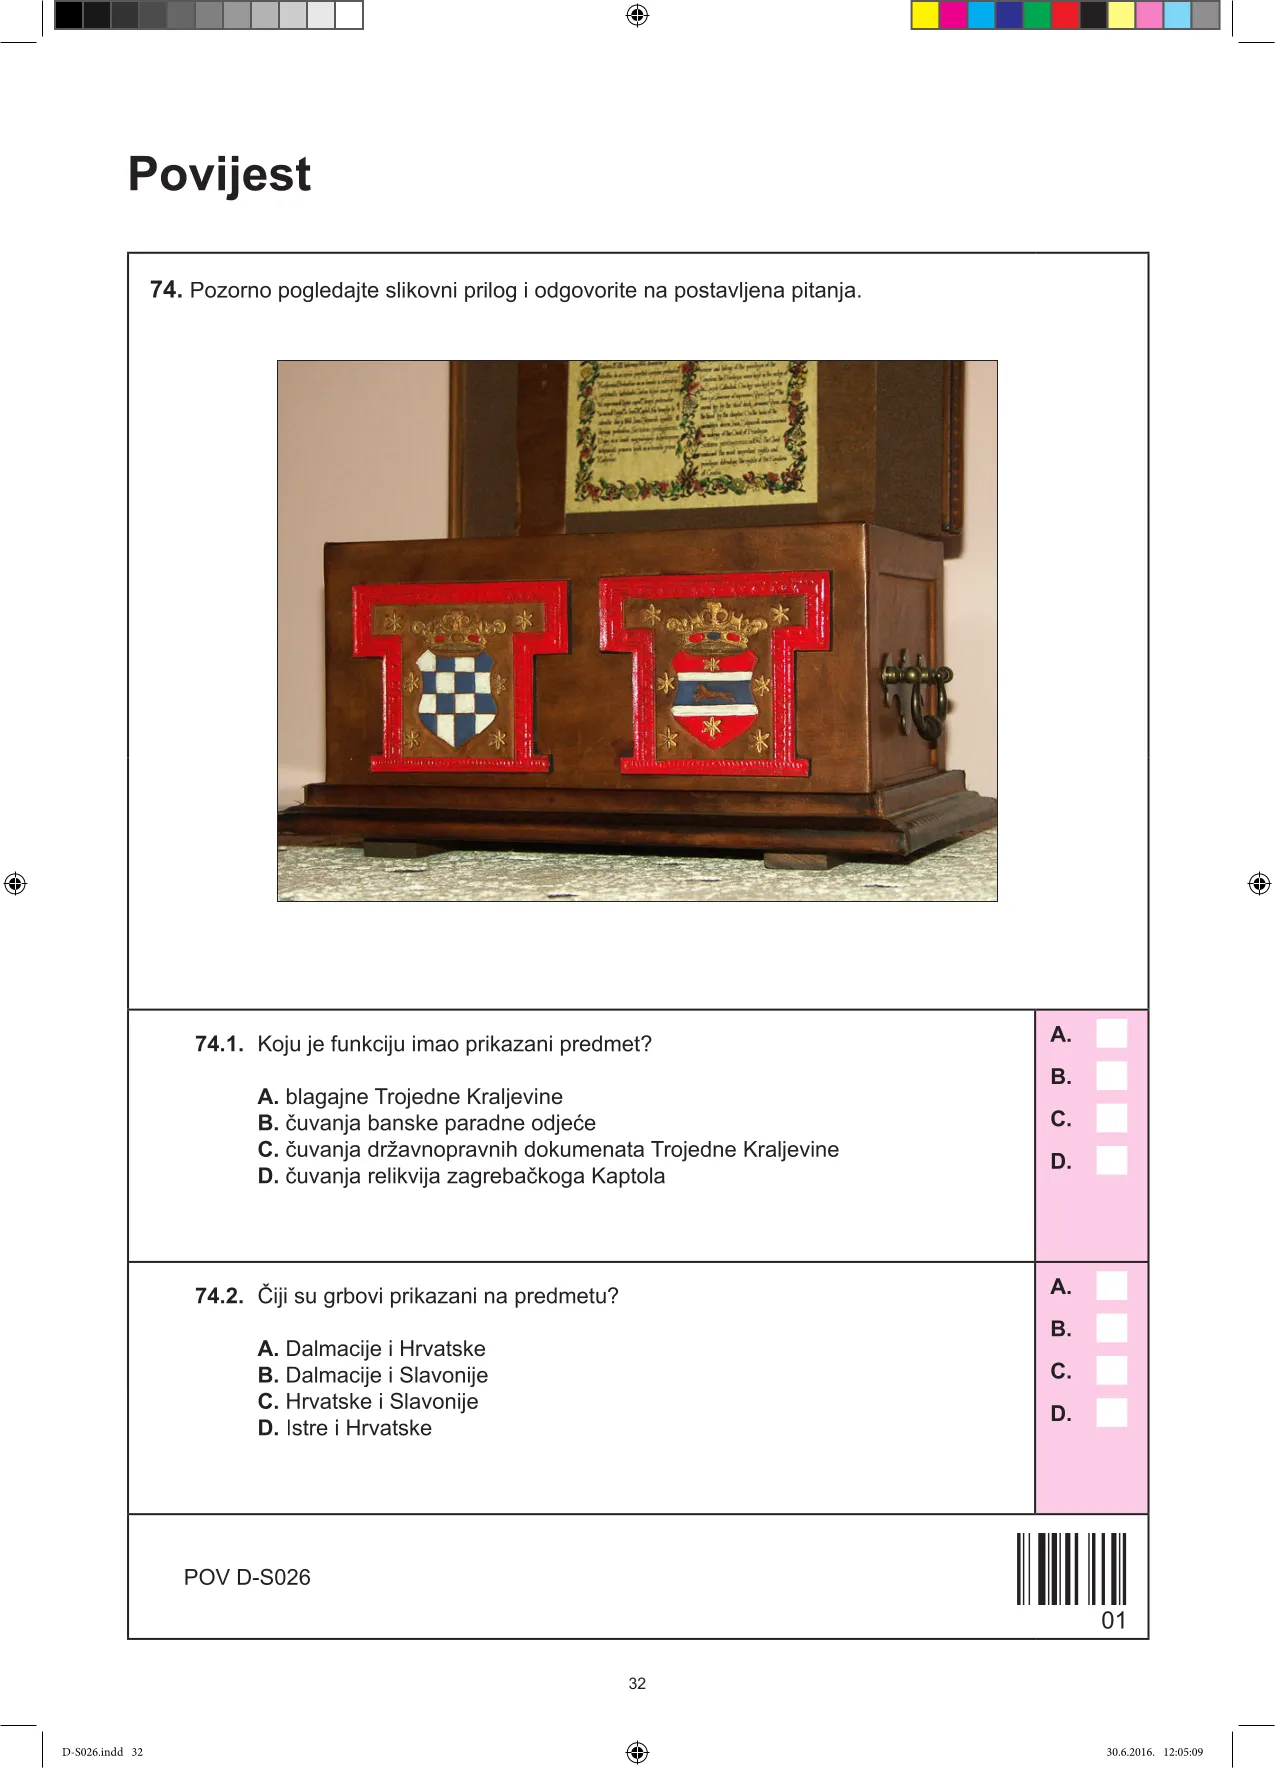 Povijest
74. Pozorno pogledajte slikovni prilog i odgovorite na postavljena pitanja.
74.1. Koju je funkciju imao prikazani predmet?
A. blagajne Trojedne Kraljevine
B. čuvanja banske paradne odjeće
C. čuvanja državnopravnih dokumenata Trojedne Kraljevine
D. čuvanja relikvija zagrebačkoga Kaptola
A.
B.
C.
D.
74.2. Čiji su grbovi prikazani na predmetu?
A. Dalmacije i Hrvatske
B. Dalmacije i Slavonije
C. Hrvatske i Slavonije
D. Istre i Hrvatske
A.
B.
C.
D.
POV D-S026
01
32
D-S026.indd 32
30.6.2016. 12:05:09